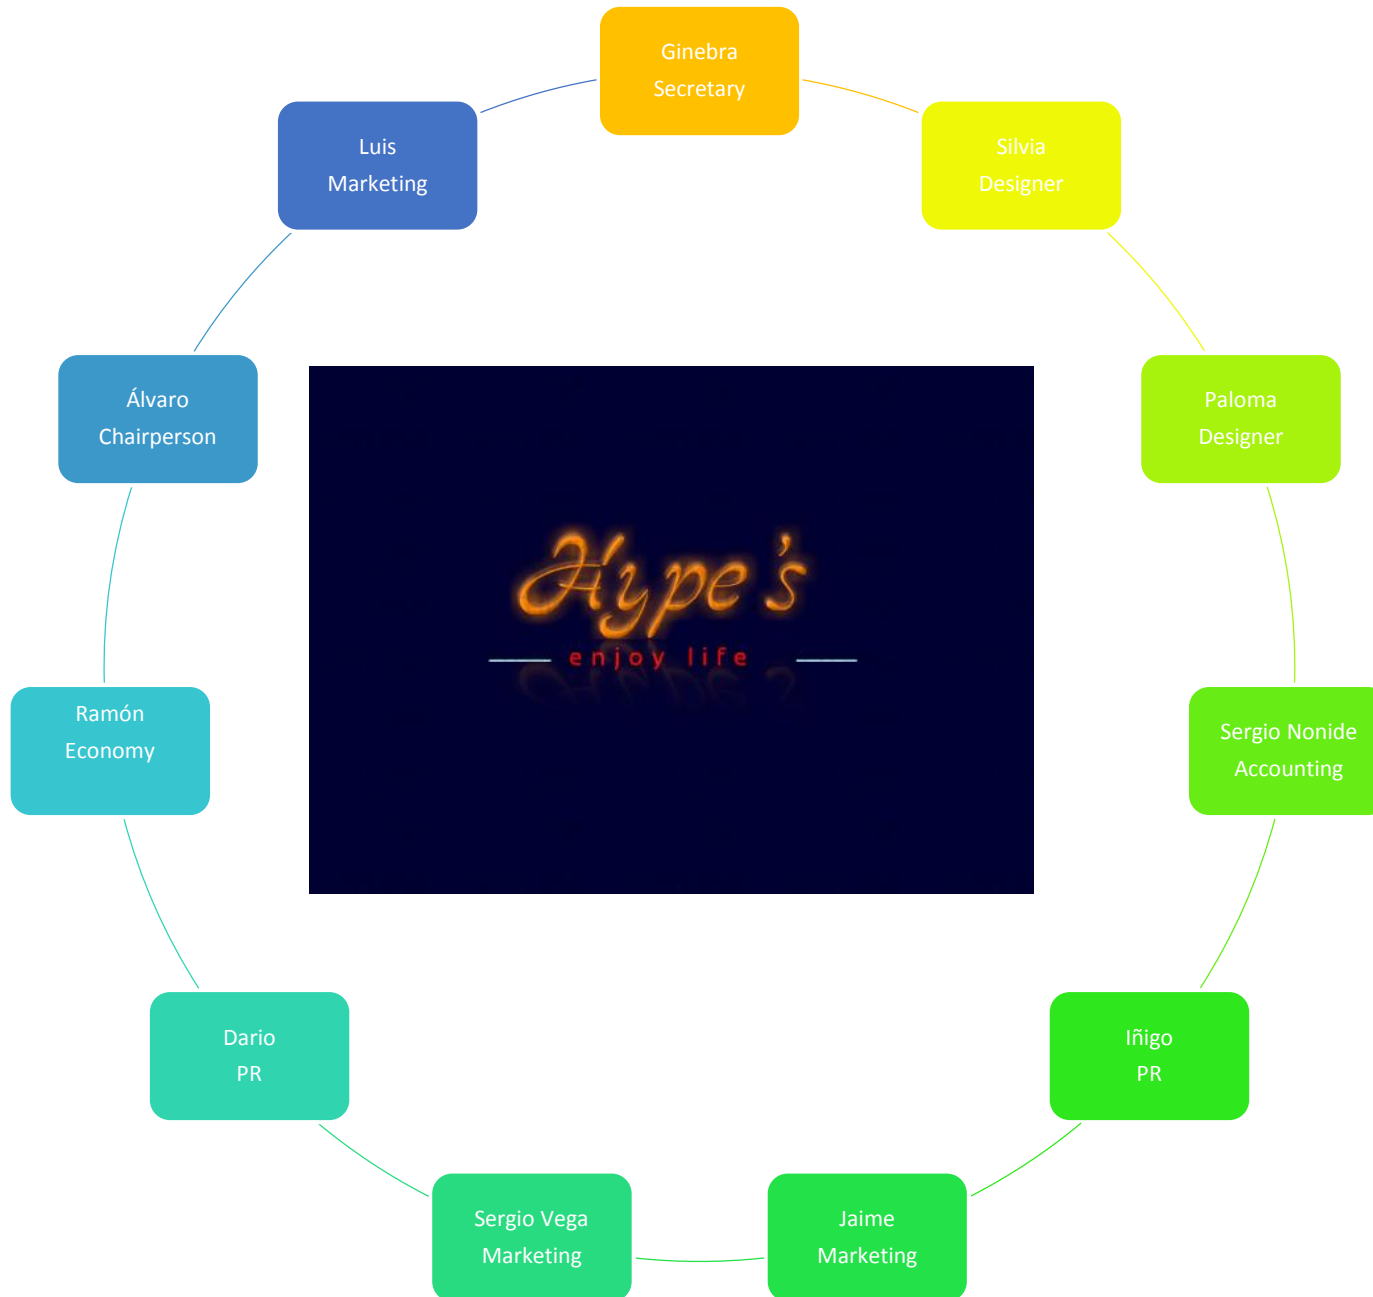 Ginebra
Secretary
Silvia
Designer
Paloma
Designer
Sergio Nonide
Accounting
Iñigo
PR
Jaime
Marketing
Sergio Vega
Marketing
Dario
PR
Ramón
Economy
Álvaro
Chairperson
Luis
Marketing
Hype's
enjoy life